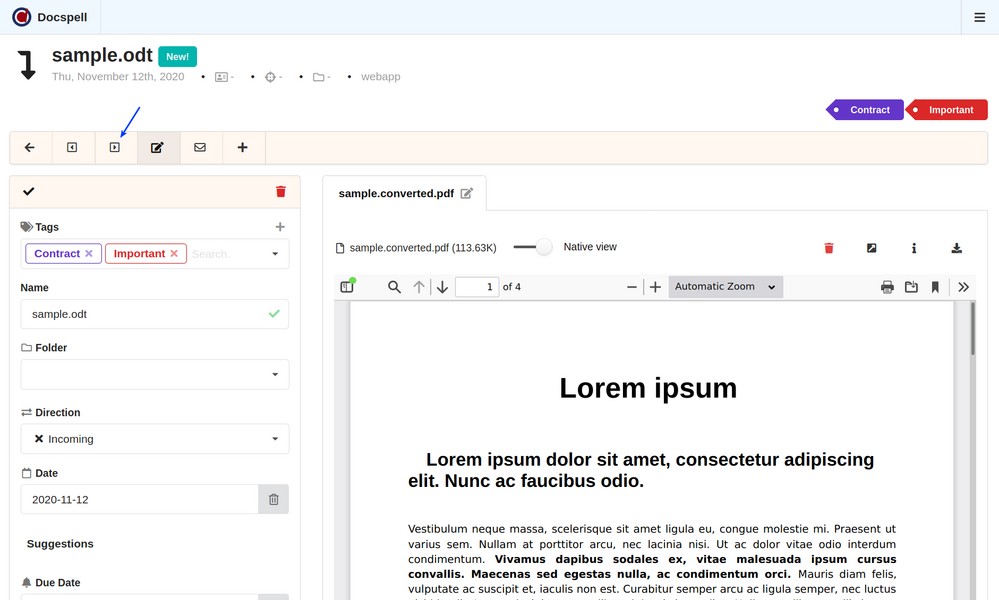 Docspell
sample.odt New!
Thu, November 12th, 2020 • - • - • - • webapp
Contract Important
sample.converted.pdf
Tags
sample.converted.pdf (113.63K) Native view
Contract Important Search…
Name
1 of 4 Automatic Zoom
sample.odt
Folder
Lorem ipsum
Direction
Incoming
Lorem ipsum dolor sit amet, consectetur adipiscing
elit. Nunc ac faucibus odio.
Date
2020-11-12
Vestibulum neque massa, scelerisque sit amet ligula eu, congue molestie mi. Praesent ut
varius sem. Nullam at porttitor arcu, nec lacinia nisi. Ut ac dolor vitae odio interdum
condimentum. Vivamus dapibus sodales ex, vitae malesuada ipsum cursus
convallis. Maecenas sed egestas nulla, ac condimentum orci. Mauris diam felis,
vulputate ac suscipit et, iaculis non est. Curabitur semper arcu ac ligula semper, nec luctus
Suggestions
Due Date